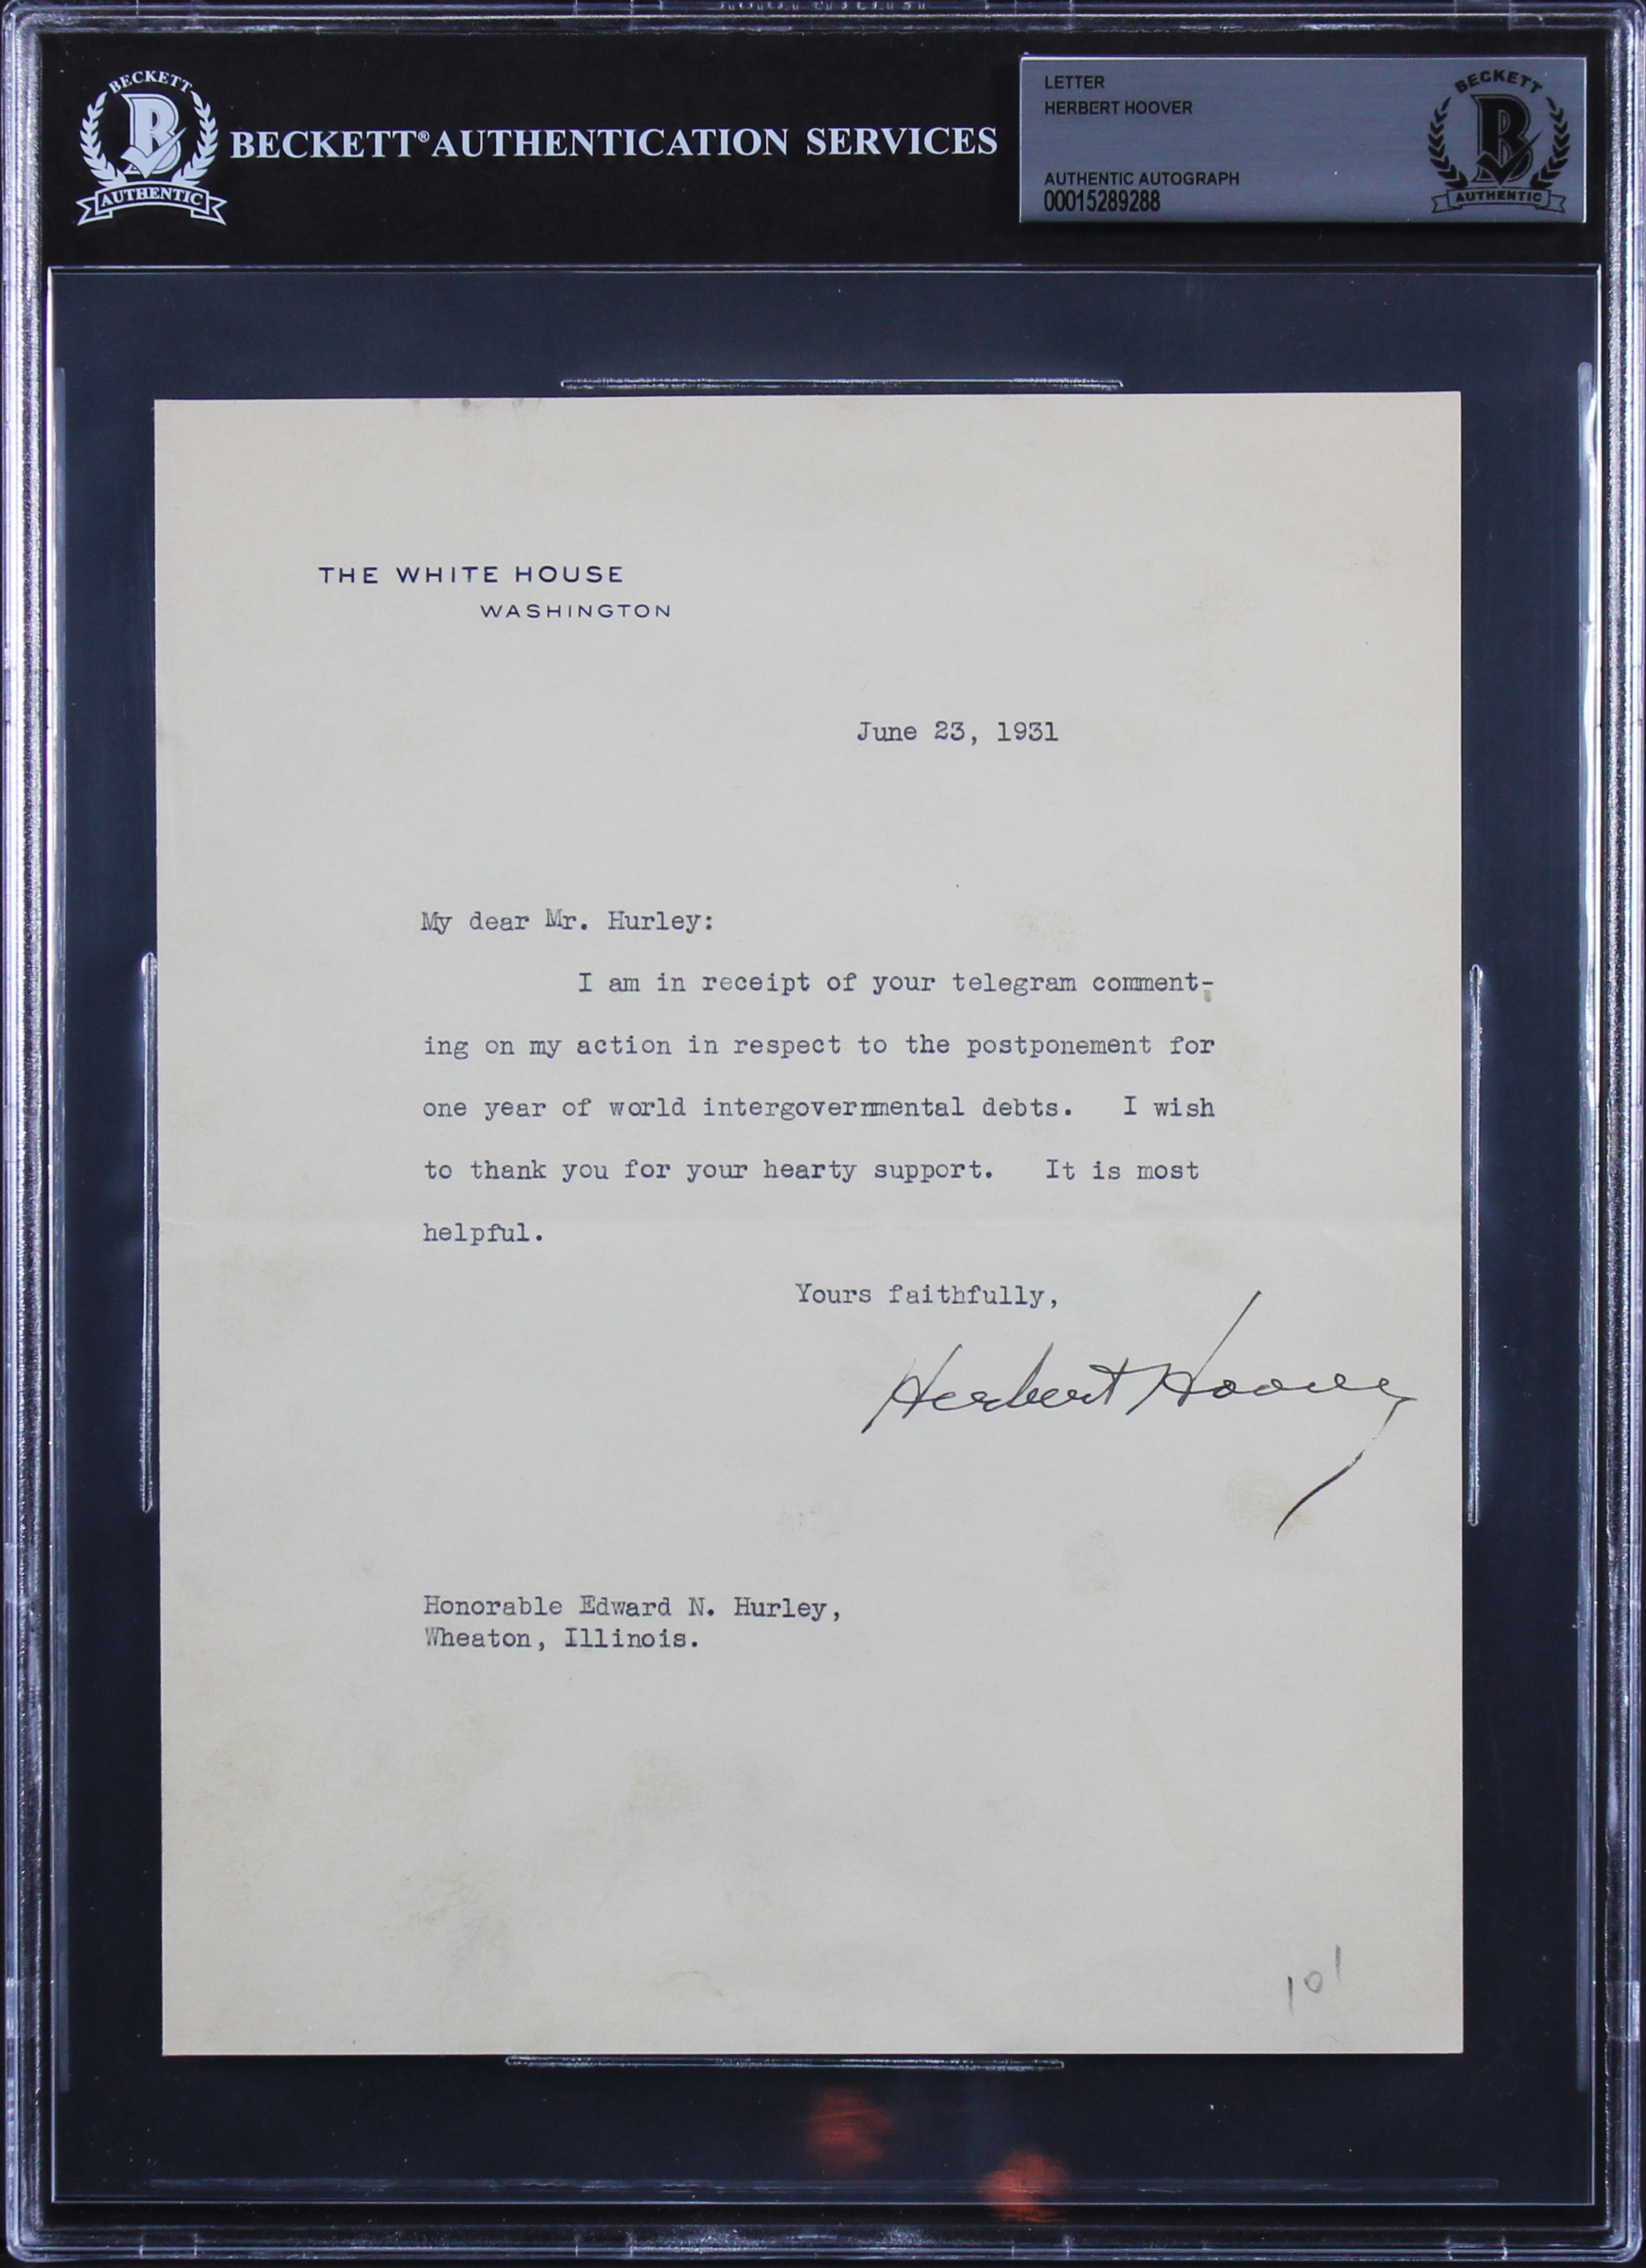 BECKETT
B
AUTHENTIC
BECKETT® AUTHENTICATION SERVICES
LETTER
HERBERT HOOVER
AUTHENTIC AUTOGRAPH
00015289288
BECKETT
B
AUTHENTIC
THE WHITE HOUSE
WASHINGTON
June 23, 1931
My dear Mr. Hurley:
I am in receipt of your telegram comment-
ing on my action in respect to the postponement for
one year of world intergovernmental debts. I wish
to thank you for your hearty support. It is most
helpful.
Yours faithfully,
Herbert Hoover
Honorable Edward N. Hurley,
Wheaton, Illinois.
101